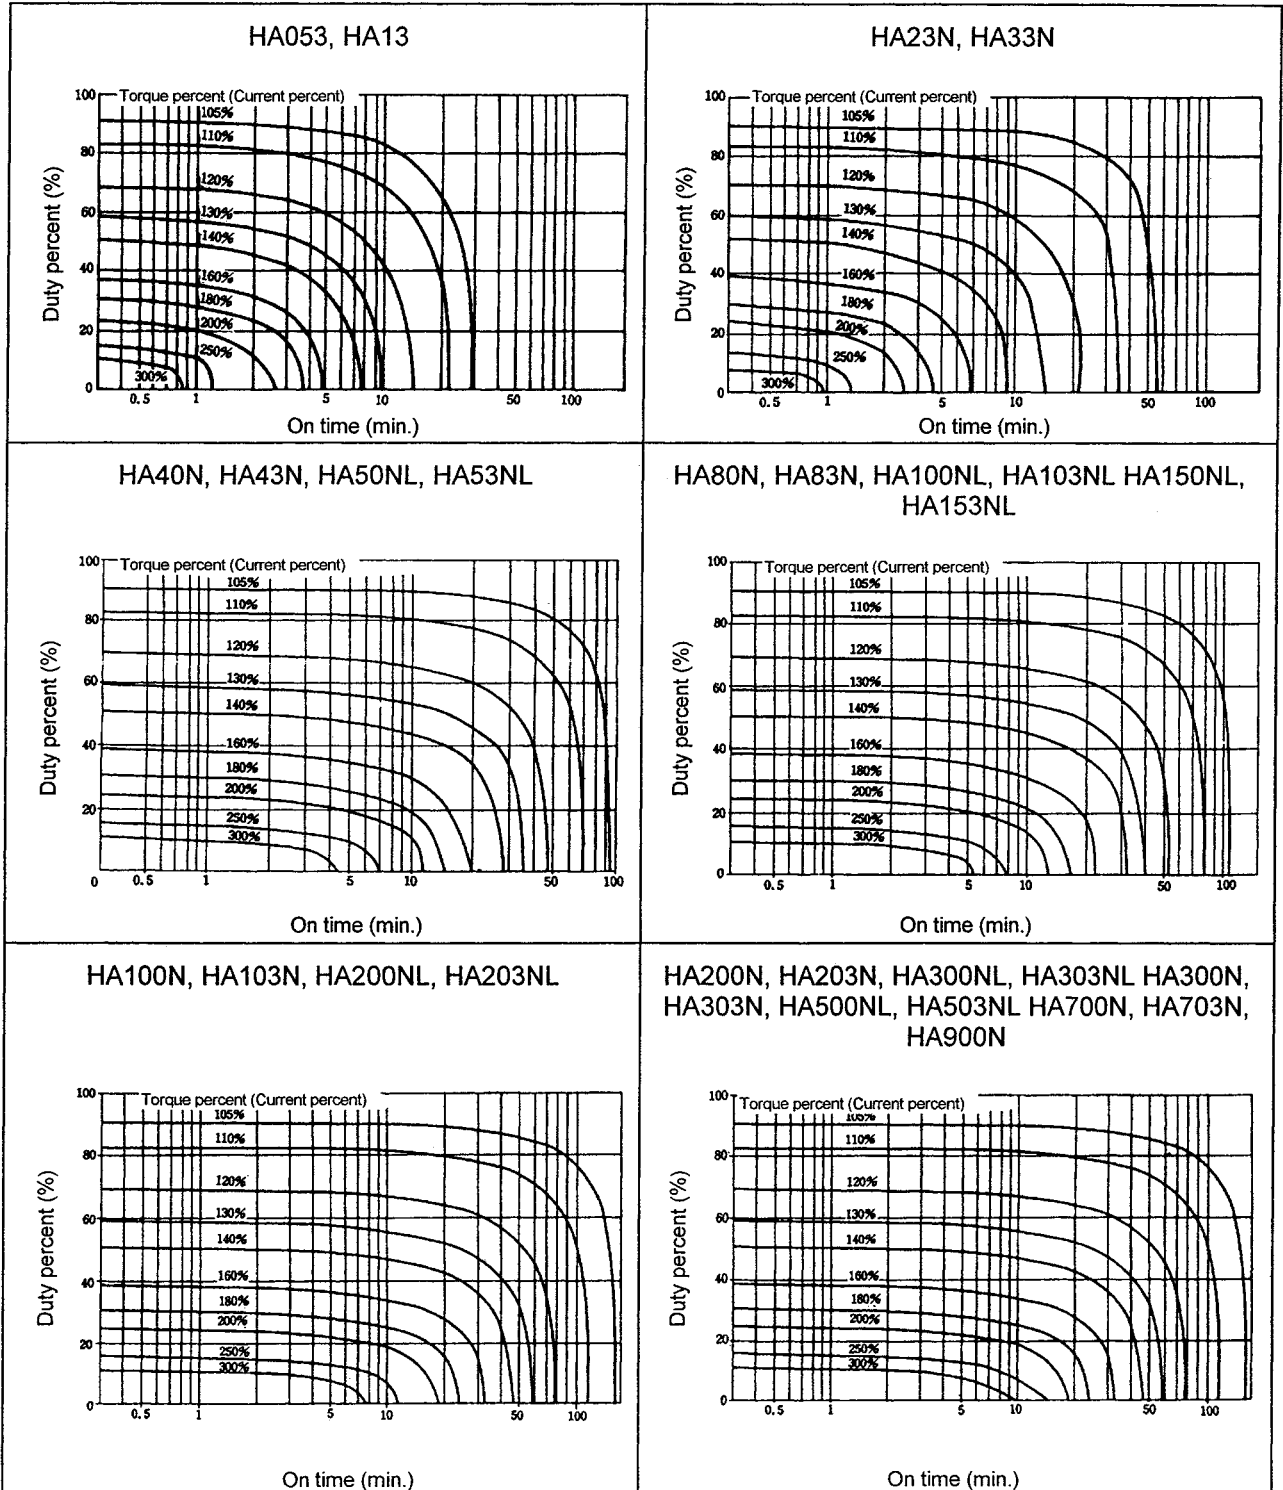 HA053, HA13
Torque percent (Current percent)
Duty percent (%)
100
80
60
40
20
0
105%
110%
120%
130%
140%
160%
180%
200%
250%
300%
0.5 1 5 10 50 100
On time (min.)
HA23N, HA33N
Torque percent (Current percent)
Duty percent (%)
100
80
60
40
20
0
105%
110%
120%
130%
140%
160%
180%
200%
250%
300%
0.5 1 5 10 50 100
On time (min.)
HA40N, HA43N, HA50NL, HA53NL
Torque percent (Current percent)
Duty percent (%)
100
80
60
40
20
0
105%
110%
120%
130%
140%
160%
180%
200%
250%
300%
0.5 1 5 10 50 100
On time (min.)
HA80N, HA83N, HA100NL, HA103NL HA150NL,
HA153NL
Torque percent (Current percent)
Duty percent (%)
100
80
60
40
20
0
105%
110%
120%
130%
140%
160%
180%
200%
250%
300%
0.5 1 5 10 50 100
On time (min.)
HA100N, HA103N, HA200NL, HA203NL
Torque percent (Current percent)
Duty percent (%)
100
80
60
40
20
0
105%
110%
120%
130%
140%
160%
180%
200%
250%
300%
0.5 1 5 10 50 100
On time (min.)
HA200N, HA203N, HA300NL, HA303NL HA300N,
HA303N, HA500NL, HA503NL HA700N, HA703N,
HA900N
Torque percent (Current percent)
Duty percent (%)
100
80
60
40
20
0
105%
110%
120%
130%
140%
160%
180%
200%
250%
300%
0.5 1 5 10 50 100
On time (min.)